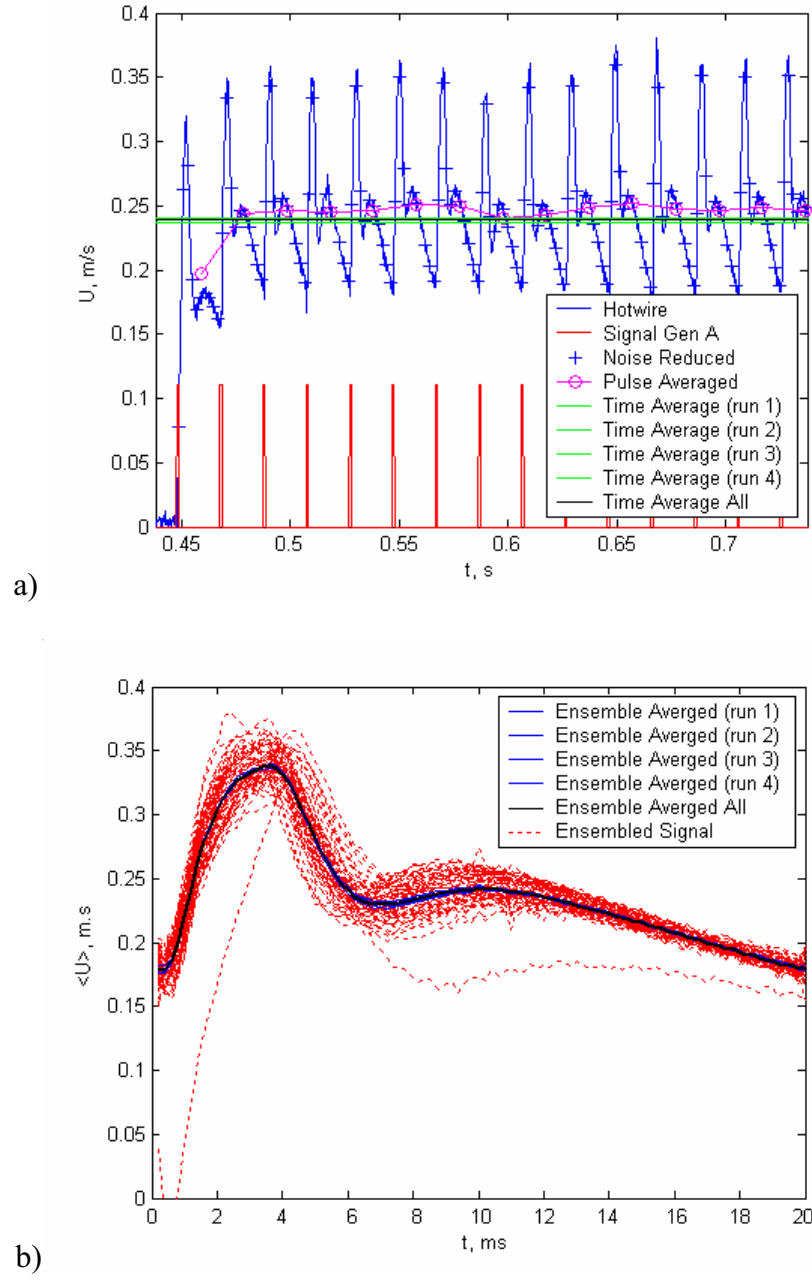 0.4
0.35
0.3
0.25
0.2
0.15
0.1
0.05
0
U, m/s
Hotwire
Signal Gen A
Noise Reduced
Pulse Averaged
Time Average (run 1)
Time Average (run 2)
Time Average (run 3)
Time Average (run 4)
Time Average All
0.45 0.5 0.55 0.6 0.65 0.7
t, s
a)
0.4
0.35
0.3
0.25
0.2
0.15
0.1
0.05
0
<U>, m.s
Ensemble Averged (run 1)
Ensemble Averged (run 2)
Ensemble Averged (run 3)
Ensemble Averged (run 4)
Ensemble Averged All
Ensembled Signal
0 2 4 6 8 10 12 14 16 18 20
t, ms
b)